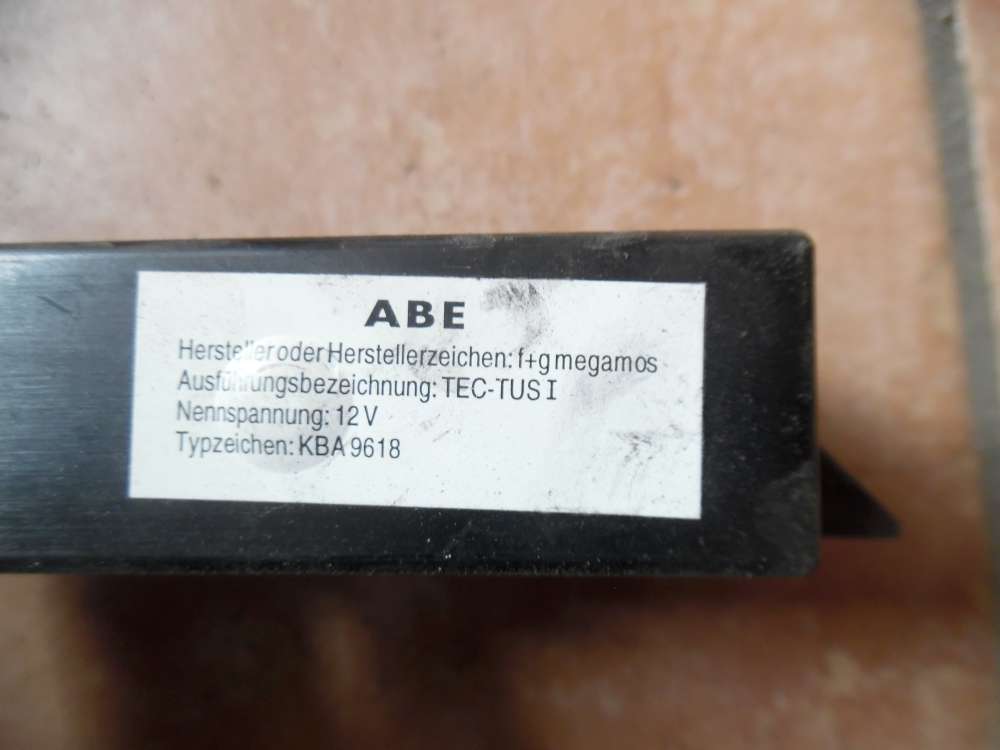 ABE
Hersteller oder Herstellerzeichen: f+g megamos
Ausführungsbezeichnung: TEC-TUS I
Nennspannung: 12 V
Typzeichen: KBA 9618